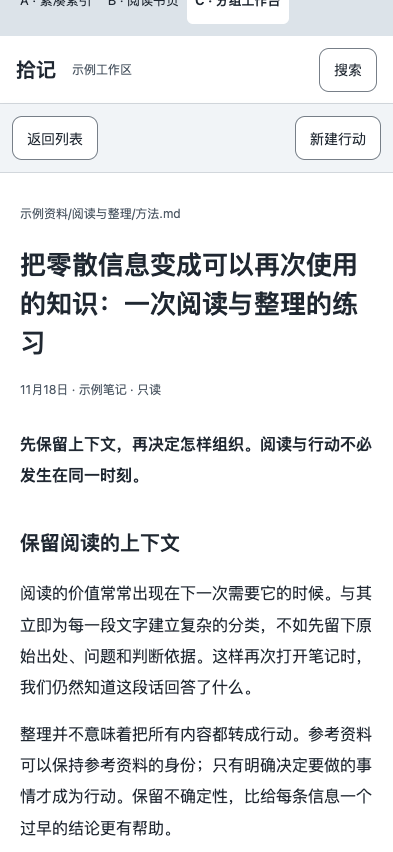 A · 紧凑索引 B · 阅读书页 C · 分组工作台
拾记 示例工作区 搜索
返回列表 新建行动
示例资料/阅读与整理/方法.md
把零散信息变成可以再次使用
的知识：一次阅读与整理的练
习
11月18日 · 示例笔记 · 只读
先保留上下文，再决定怎样组织。阅读与行动不必
发生在同一时刻。
保留阅读的上下文
阅读的价值常常出现在下一次需要它的时候。与其
立即为每一段文字建立复杂的分类，不如先留下原
始出处、问题和判断依据。这样再次打开笔记时，
我们仍然知道这段话回答了什么。
整理并不意味着把所有内容都转成行动。参考资料
可以保持参考资料的身份；只有明确决定要做的事
情才成为行动。保留不确定性，比给每条信息一个
过早的结论更有帮助。